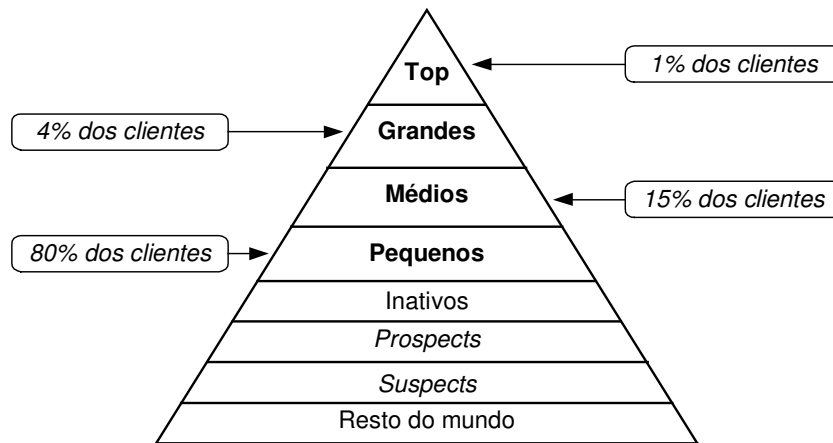 Top
1% dos clientes
4% dos clientes
Grandes
Médios
15% dos clientes
80% dos clientes
Pequenos
Inativos
Prospects
Suspects
Resto do mundo